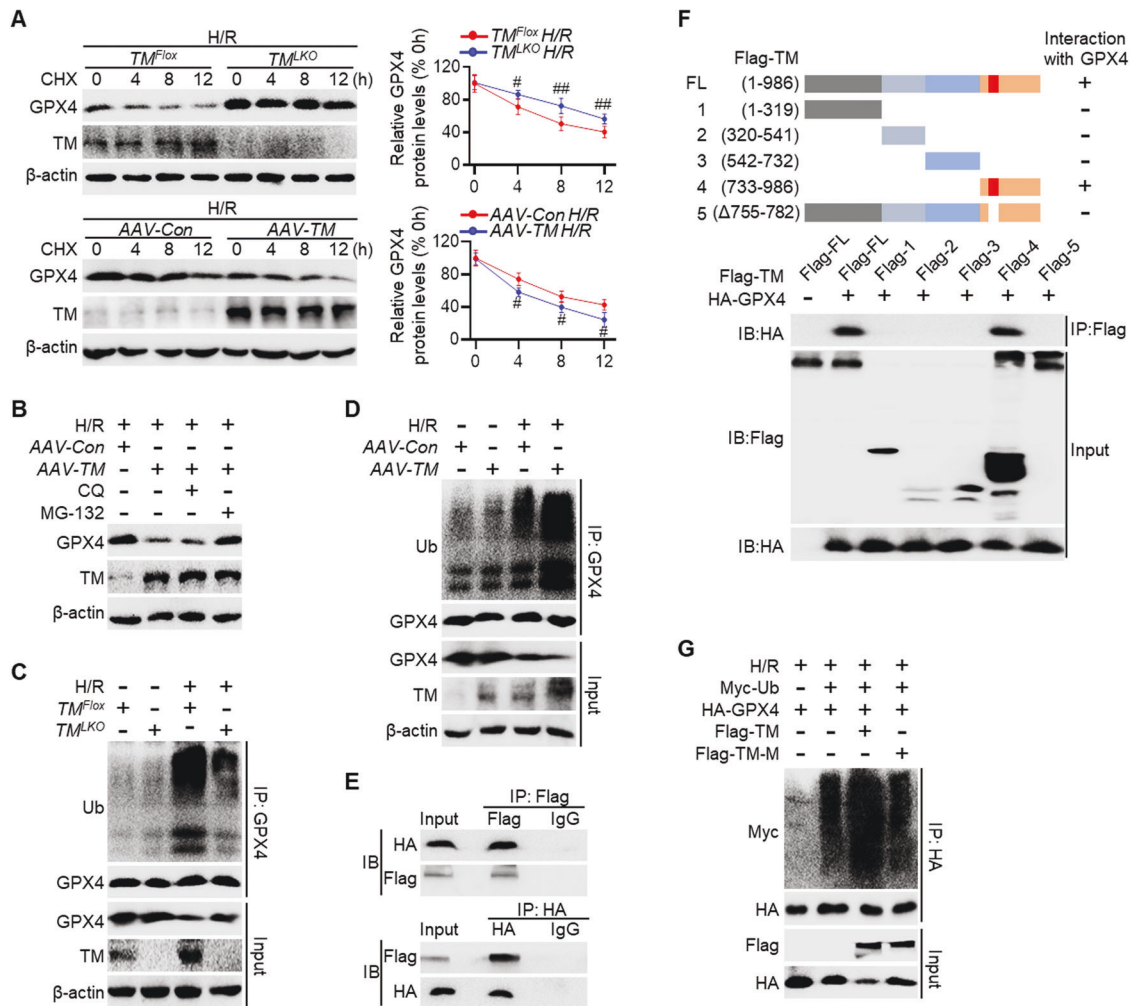 A
H/R
TM^Flox TM^LKO
CHX 0 4 8 12 0 4 8 12 (h)
GPX4
TM
β-actin
H/R
AAV-Con AAV-TM
CHX 0 4 8 12 0 4 8 12 (h)
GPX4
TM
β-actin
TM^Flox H/R
TM^LKO H/R
Relative GPX4
protein levels (% 0h)
120
80
40
0
# ## ##
0 4 8 12
AAV-Con H/R
AAV-TM H/R
Relative GPX4
protein levels (% 0h)
120
80
40
0
# # #
0 4 8 12
B
H/R + + + +
AAV-Con + - - -
AAV-TM - + + +
CQ - - + -
MG-132 - - - +
GPX4
TM
β-actin
C
H/R - - + +
TM^Flox + - + -
TM^LKO - + - +
Ub
GPX4
IP: GPX4
GPX4
TM
β-actin
Input
D
H/R - - + +
AAV-Con + - + -
AAV-TM - + - +
Ub
GPX4
IP: GPX4
GPX4
TM
β-actin
Input
E
IP: Flag
Input Flag IgG
IB
HA
Flag
IP: HA
Input HA IgG
IB
Flag
HA
F
Flag-TM
Interaction
with GPX4
FL (1-986) +
1 (1-319) -
2 (320-541) -
3 (542-732) -
4 (733-986) +
5 (Δ755-782) -
Flag-TM Flag-FL Flag-FL Flag-1 Flag-2 Flag-3 Flag-4 Flag-5
HA-GPX4 - + + + + + +
IB:HA
IP:Flag
IB:Flag
IB:HA
Input
G
H/R + + + +
Myc-Ub - + + +
HA-GPX4 + + + +
Flag-TM - - + -
Flag-TM-M - - - +
Myc
HA
IP: HA
Flag
HA
Input